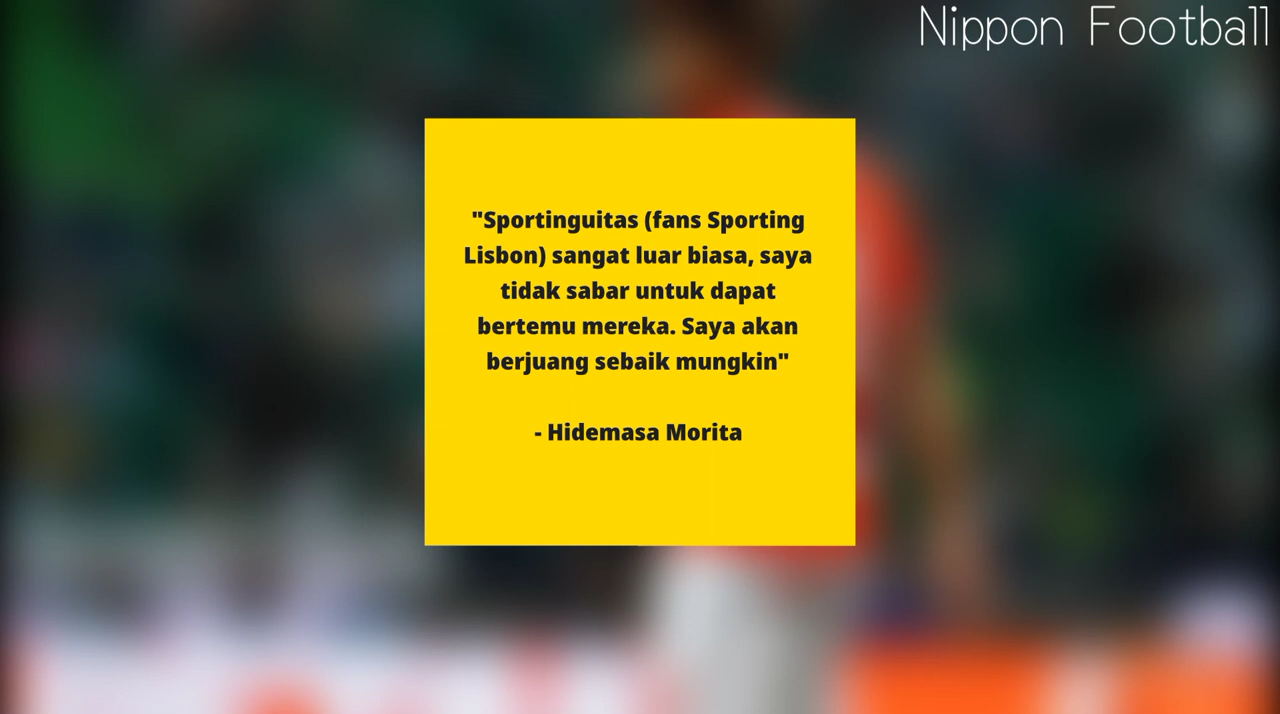 Nippon Football
"Sportinguitas (fans Sporting
Lisbon) sangat luar biasa, saya
tidak sabar untuk dapat
bertemu mereka. Saya akan
berjuang sebaik mungkin"
- Hidemasa Morita